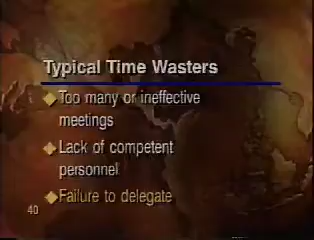 Typical Time Wasters
Too many or ineffective
meetings
Lack of competent
personnel
Failure to delegate
40